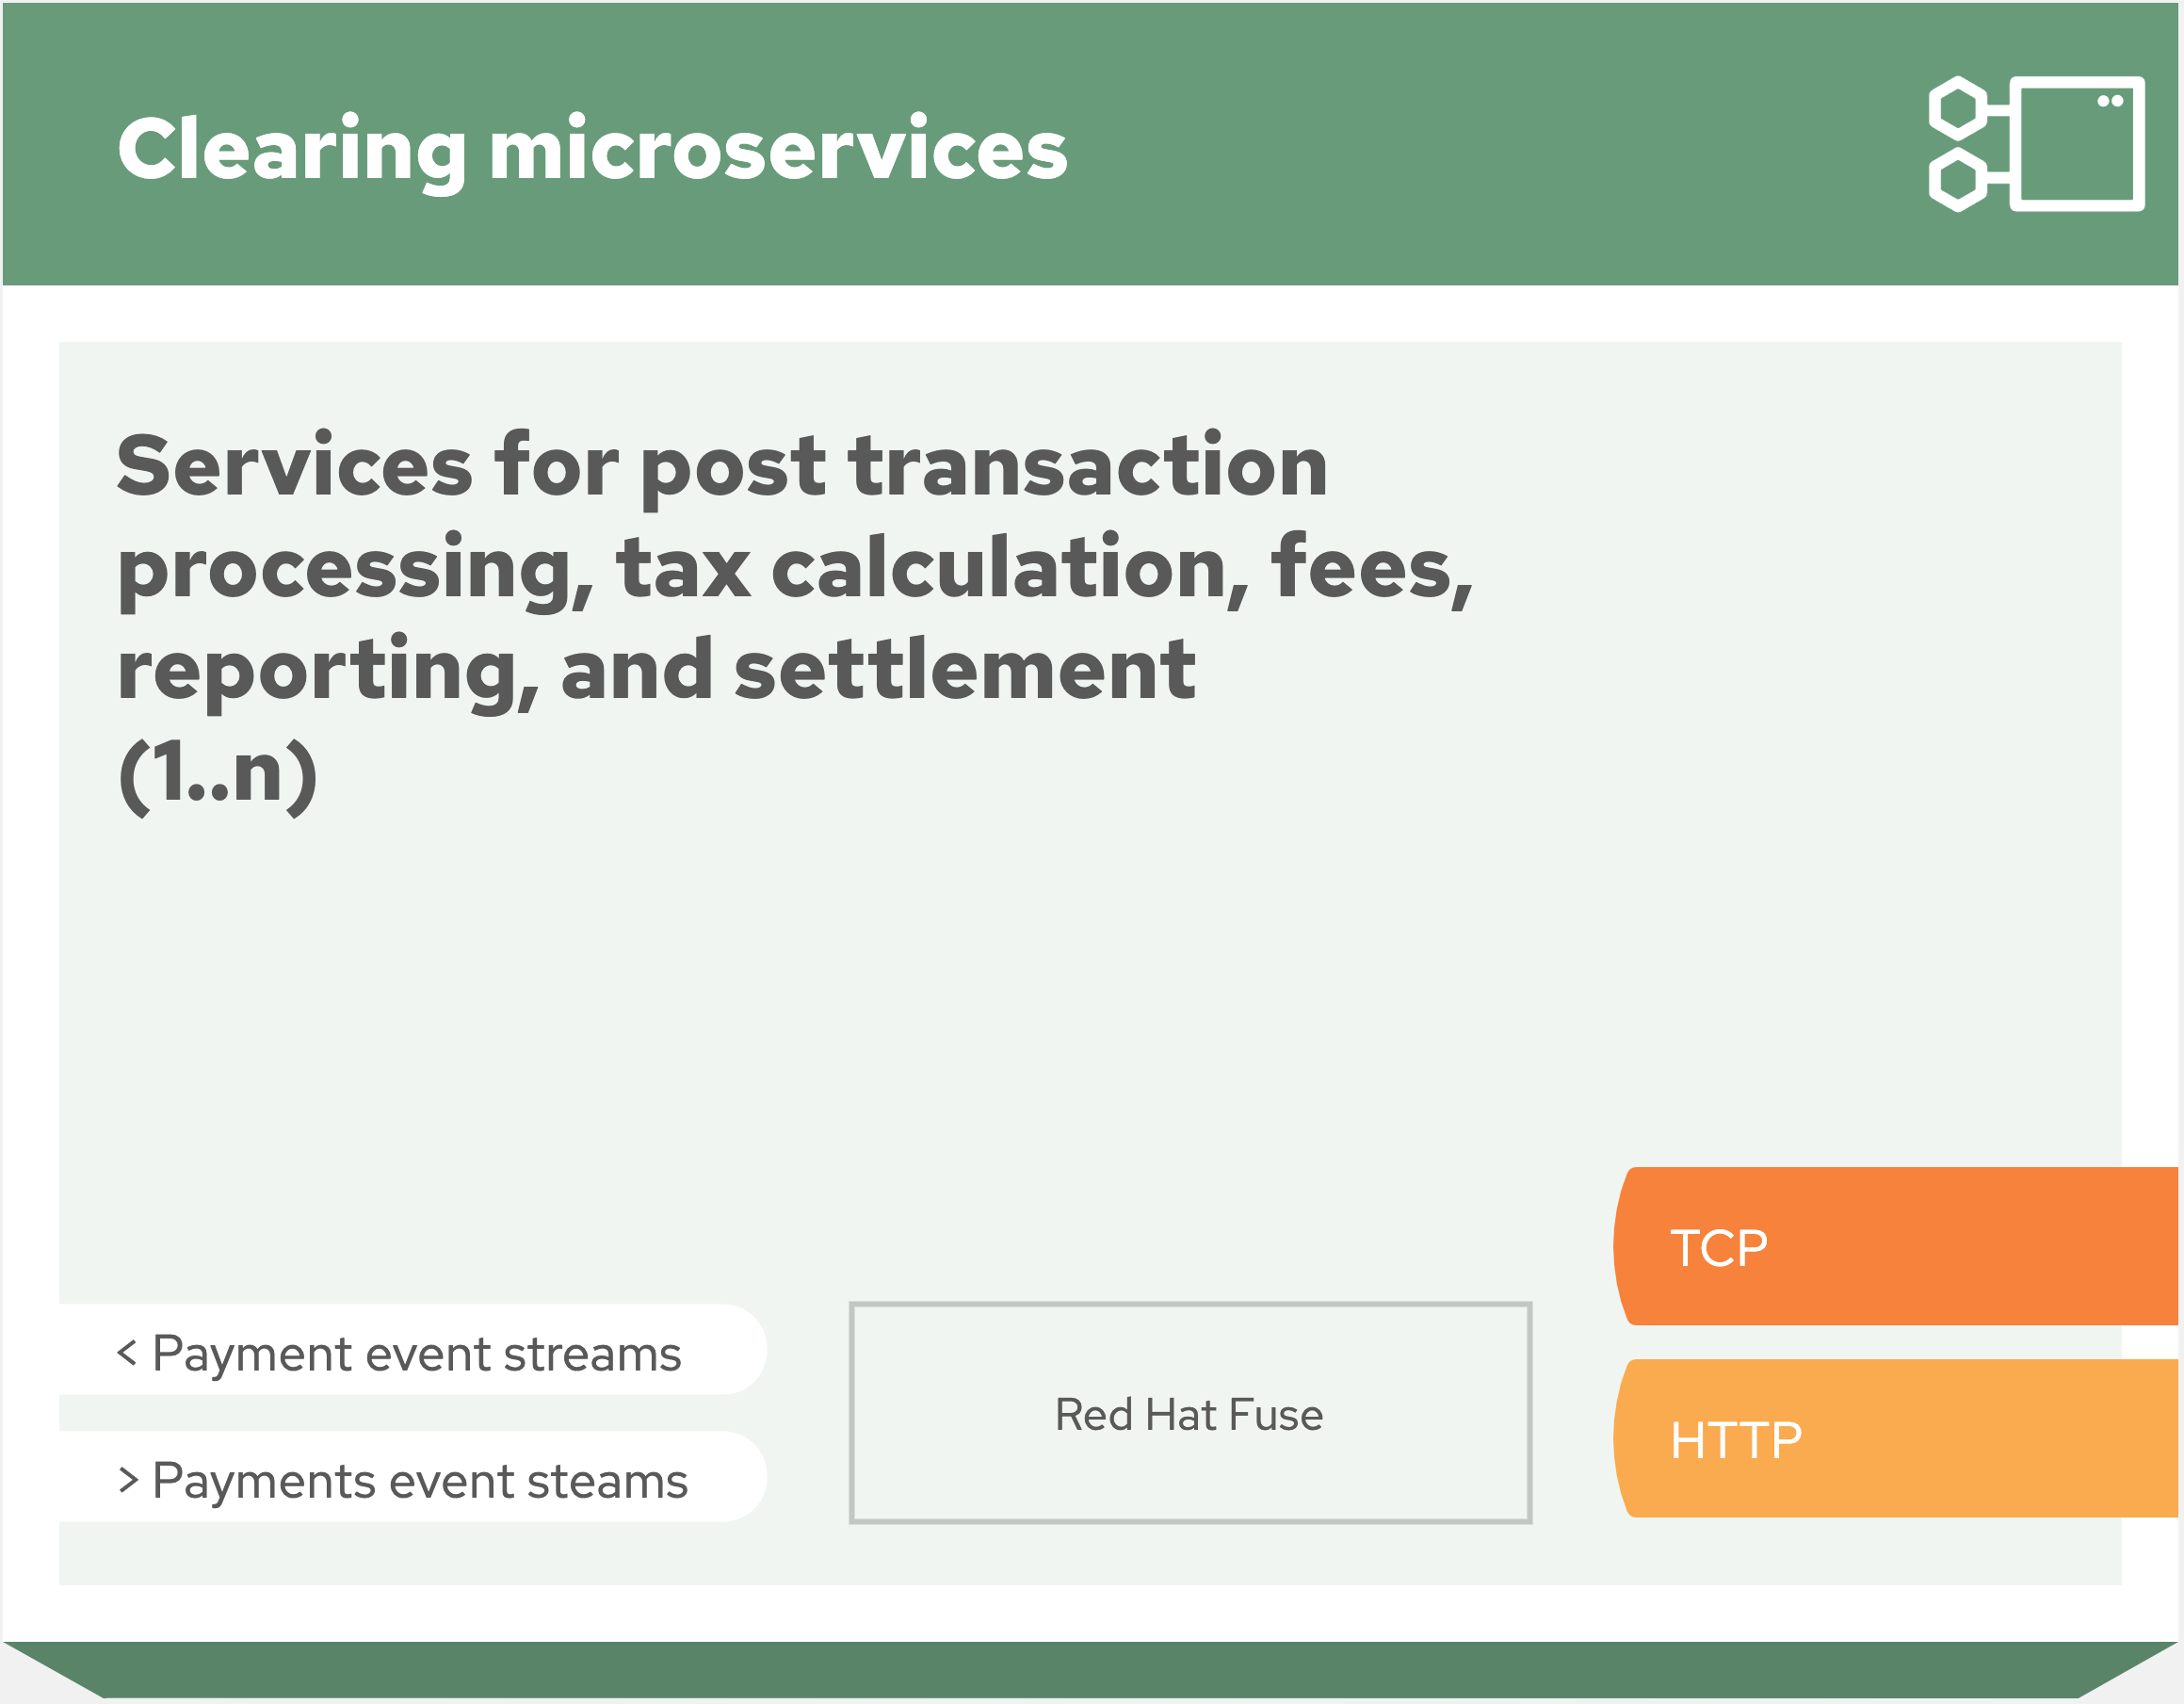 Clearing microservices
Services for post transaction
processing, tax calculation, fees,
reporting, and settlement
(1..n)
TCP
< Payment event streams
Red Hat Fuse
HTTP
> Payments event steams